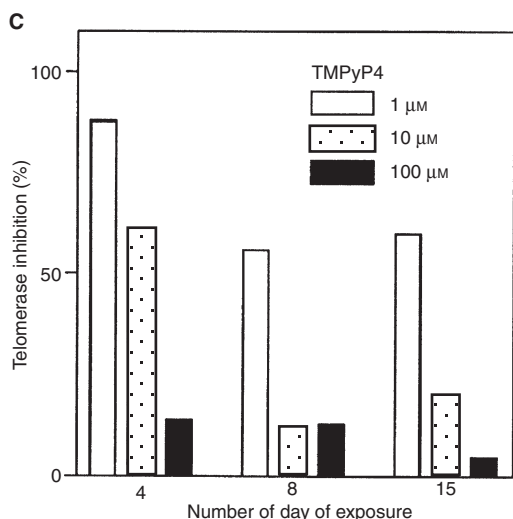 C
100
50
0
Telomerase inhibition (%)
TMPyP4
1 μM
10 μM
100 μM
4 8 15
Number of day of exposure